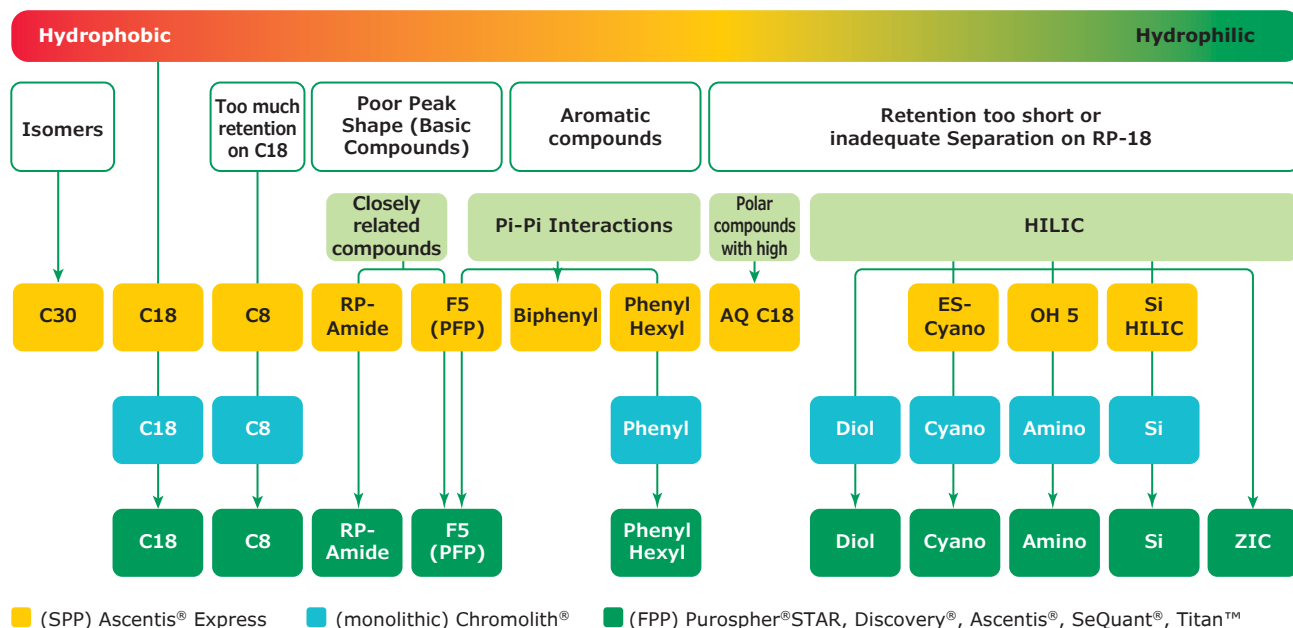 Hydrophobic
Hydrophilic
Isomers
Too much
retention
on C18
Poor Peak
Shape (Basic
Compounds)
Aromatic
compounds
Retention too short or
inadequate Separation on RP-18
Closely
related
compounds
Pi-Pi Interactions
Polar
compounds
with high
HILIC
C30
C18
C8
RP-
Amide
F5
(PFP)
Biphenyl
Phenyl
Hexyl
AQ C18
ES-
Cyano
OH 5
Si
HILIC
C18
C8
Phenyl
Diol
Cyano
Amino
Si
C18
C8
RP-
Amide
F5
(PFP)
Phenyl
Hexyl
Diol
Cyano
Amino
Si
ZIC
(SPP) Ascentis® Express
(monolithic) Chromolith®
(FPP) Purospher®STAR, Discovery®, Ascentis®, SeQuant®, Titan™